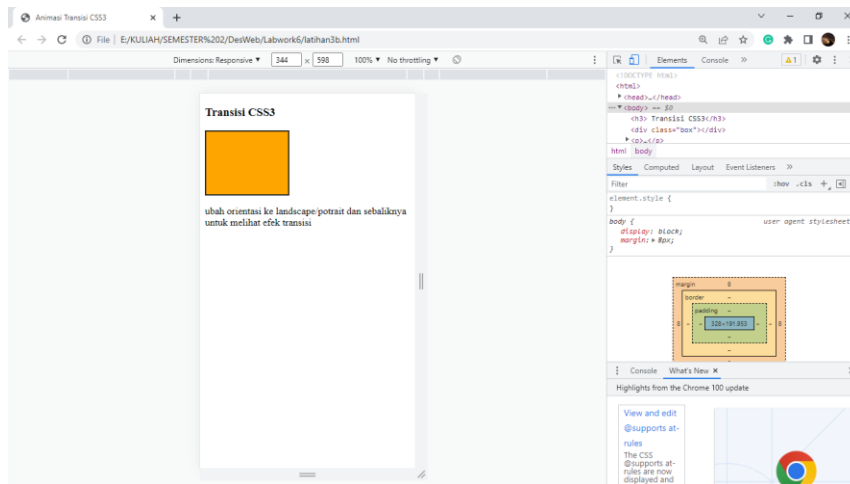 Animasi Transisi CSS3
File | E:/KULIAH/SEMESTER%202/DesWeb/Labwork6/latihan3b.html
Dimensions: Responsive ▼ 344 × 598 100% ▼ No throttling ▼
Elements Console » 1
<!DOCTYPE html>
<html>
▶ <head>…</head>
··· ▼ <body> == $0
<h3> Transisi CSS3</h3>
<div class="box"></div>
▶ <p>…</p>
html body
Styles Computed Layout Event Listeners »
Filter :hov .cls +
element.style {
}
body { user agent stylesheet
display: block;
margin: ▶ 8px;
}
margin 8
border –
padding –
8 – – 328×191.953 – – 8
–
–
Console What's New ×
Highlights from the Chrome 100 update
View and edit
@supports at-
rules
The CSS
@supports at-
rules are now
displayed and
Transisi CSS3
ubah orientasi ke landscape/potrait dan sebaliknya
untuk melihat efek transisi